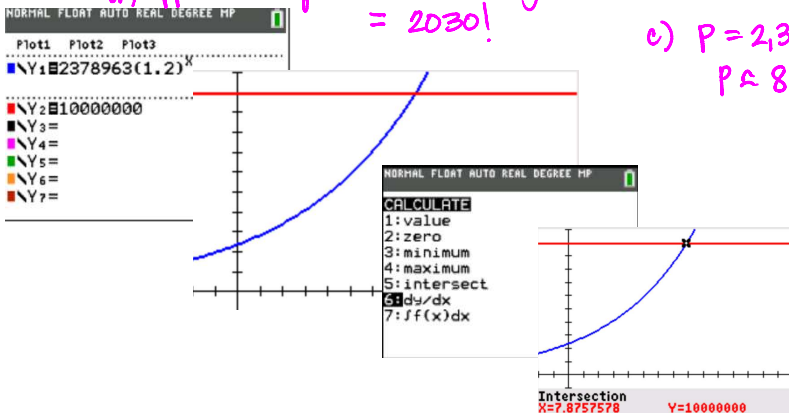 = 2030!
c) P = 2,3
P ≈ 8
NORMAL FLOAT AUTO REAL DEGREE MP
Plot1 Plot2 Plot3
\Y1=2378963(1.2)^X
\Y2=10000000
\Y3=
\Y4=
\Y5=
\Y6=
\Y7=
NORMAL FLOAT AUTO REAL DEGREE MP
CALCULATE
1:value
2:zero
3:minimum
4:maximum
5:intersect
6:dy/dx
7:∫f(x)dx
Intersection
X=7.8757578 Y=10000000